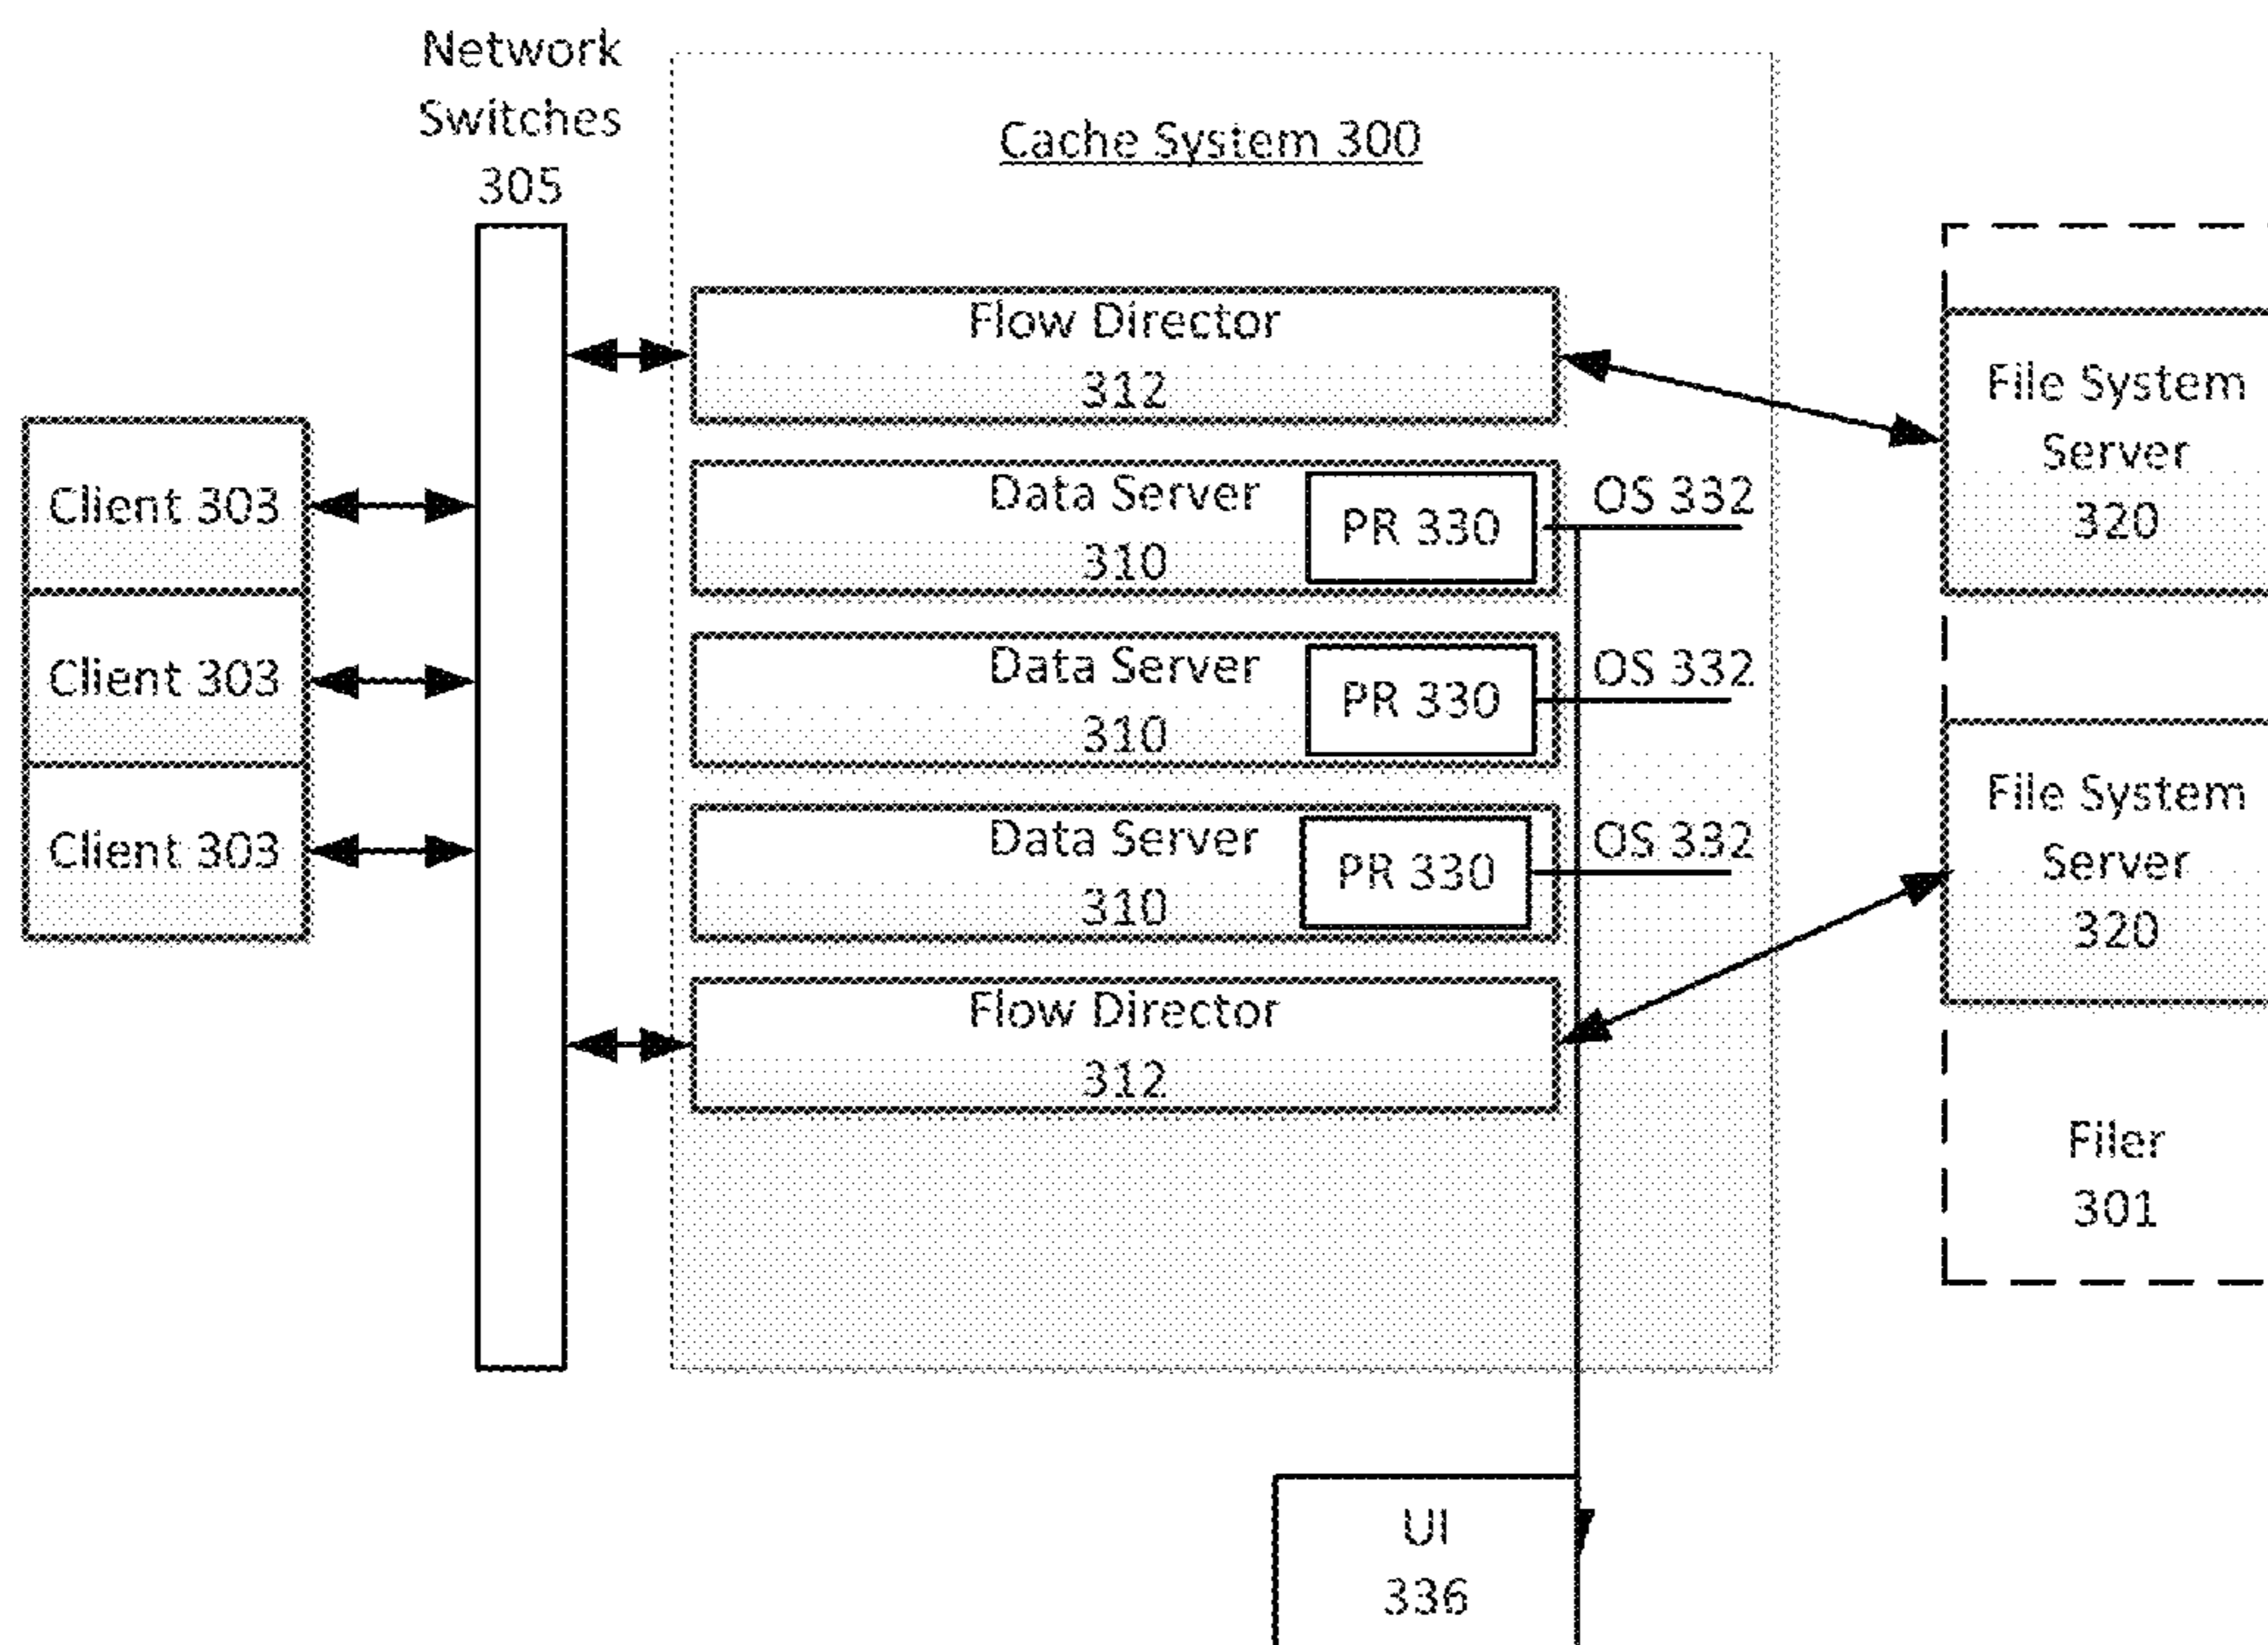 Network
Switches
305
Cache System 300
Flow Director
312
Data Server
310
PR 330
OS 332
Data Server
310
PR 330
OS 332
Data Server
310
PR 330
OS 332
Flow Director
312
Client 303
Client 303
Client 303
File System
Server
320
File System
Server
320
Filer
301
UI
336